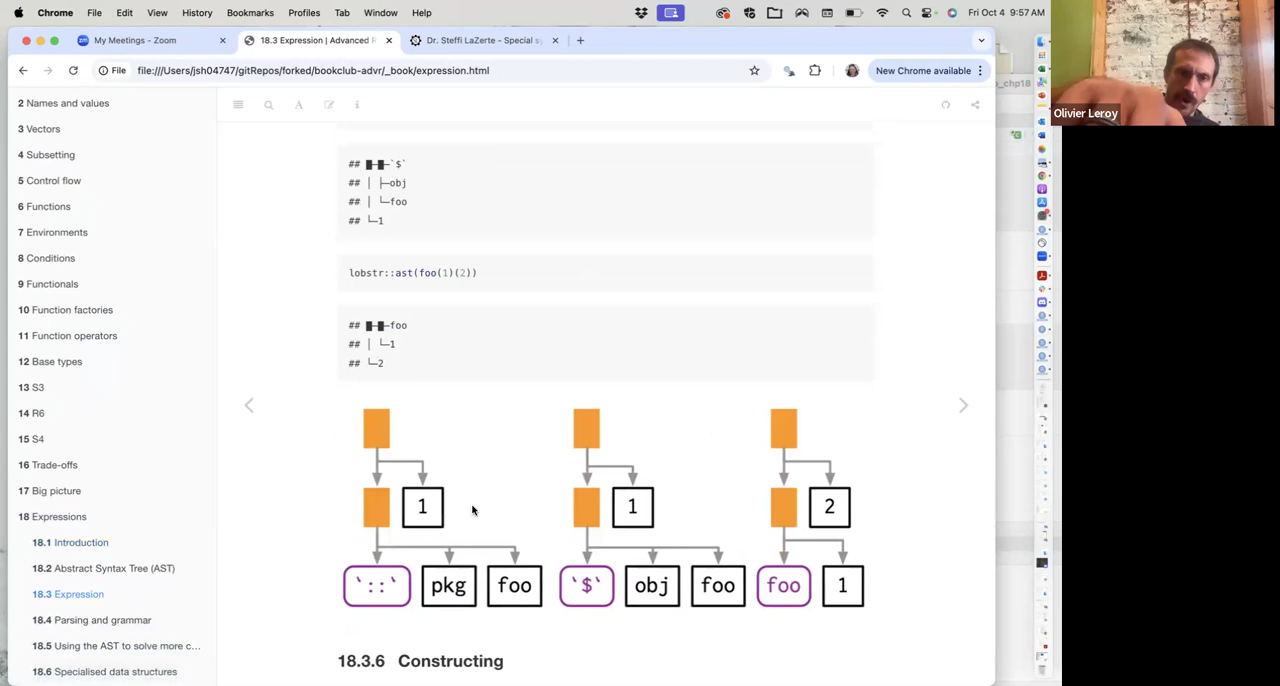 Chrome File Edit View History Bookmarks Profiles Tab Window Help Fri Oct 4 9:57 AM
My Meetings - Zoom
18.3 Expression | Advanced R
Dr. Steffi LaZerte - Special s
File file:///Users/jsh04747/gitRepos/forked/bookclub-advr/_book/expression.html New Chrome available
Olivier Leroy
_chp18
2 Names and values
3 Vectors
4 Subsetting
5 Control flow
6 Functions
7 Environments
8 Conditions
9 Functionals
10 Function factories
11 Function operators
12 Base types
13 S3
14 R6
15 S4
16 Trade-offs
17 Big picture
18 Expressions
18.1 Introduction
18.2 Abstract Syntax Tree (AST)
18.3 Expression
18.4 Parsing and grammar
18.5 Using the AST to solve more c...
18.6 Specialised data structures
## █─█─`$`
## │ ├─obj
## │ └─foo
## └─1
lobstr::ast(foo(1)(2))
## █─█─foo
## │ └─1
## └─2
1 1 2
`::` pkg foo `$` obj foo foo 1
18.3.6 Constructing